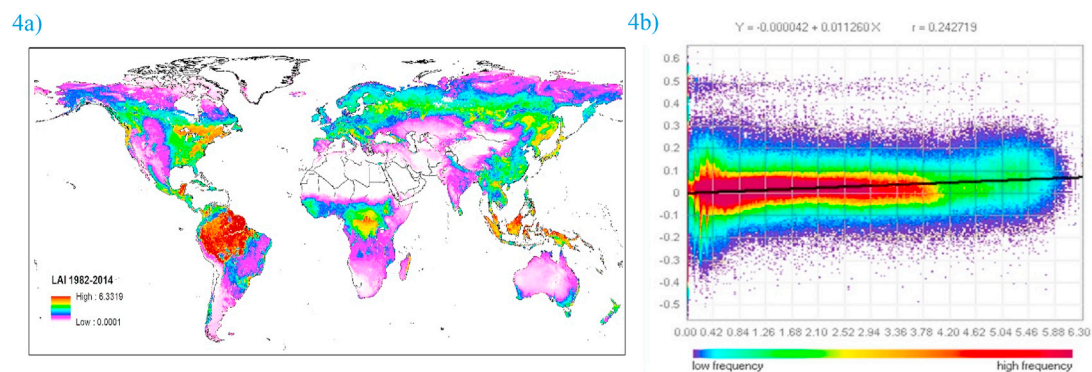 4a)
LAI 1982-2014
High : 6.3319
Low : 0.0001
4b)
Y = -0.000042 + 0.011260 X r = 0.242719
0.6
0.5
0.4
0.3
0.2
0.1
0
-0.1
-0.2
-0.3
-0.4
-0.5
0.00 0.42 0.84 1.26 1.68 2.10 2.52 2.94 3.36 3.78 4.20 4.62 5.04 5.46 5.88 6.30
low frequency high frequency